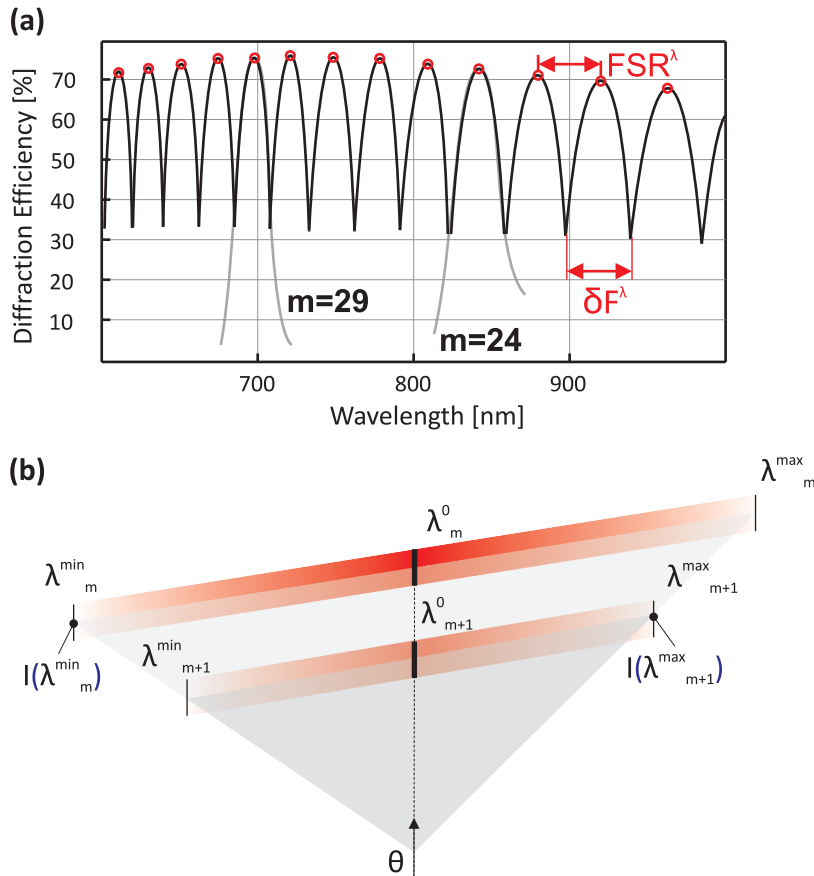 (a)
Diffraction Efficiency [%]
70
60
50
40
30
20
10
FSR^λ
δF^λ
m=29
m=24
700
800
900
Wavelength [nm]
(b)
λ^max_m
λ^0_m
λ^min_m
λ^max_m+1
λ^0_m+1
λ^min_m+1
I(λ^min_m)
I(λ^max_m+1)
θ